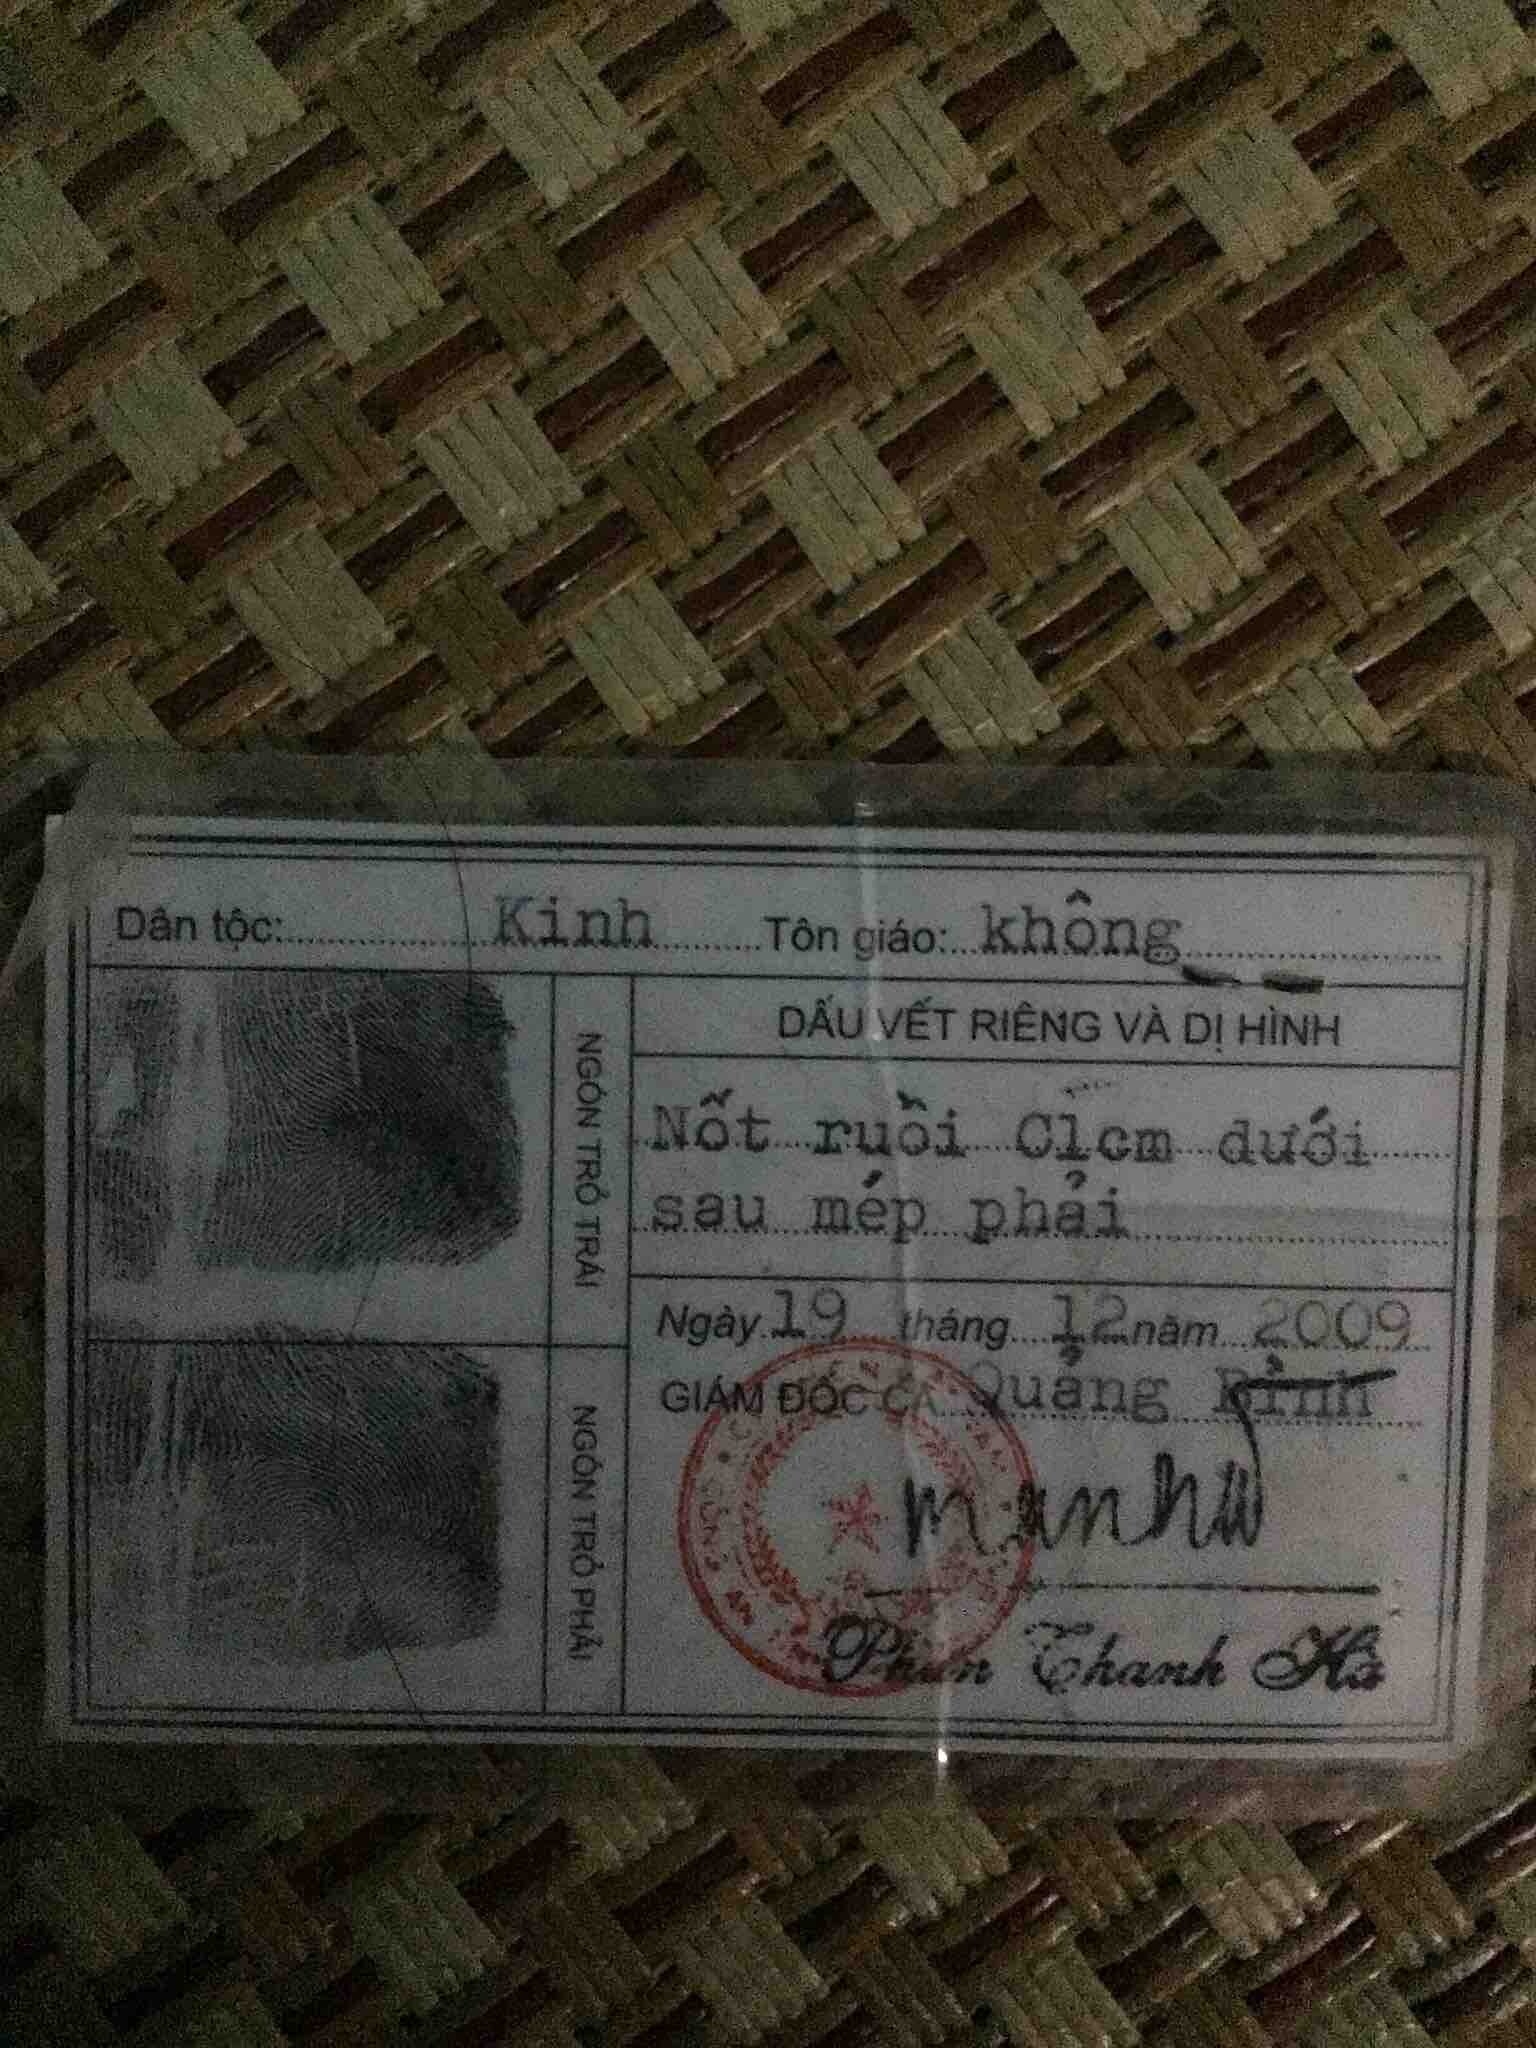 Dân tộc: Kinh Tôn giáo: không
NGÓN TRỎ TRÁI
DẤU VẾT RIÊNG VÀ DỊ HÌNH
Nốt ruồi C1cm dưới
sau mép phải
NGÓN TRỎ PHẢI
Ngày 19 tháng 12 năm 2009
GIÁM ĐỐC CA Quảng Bình
Phan Thanh Hà